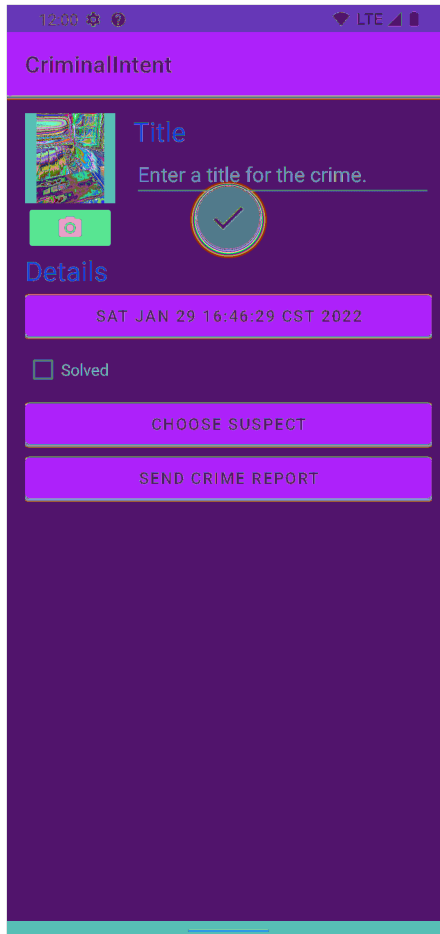 12:00 LTE
CriminalIntent
Title
Enter a title for the crime.
Details
SAT JAN 29 16:46:29 CST 2022
Solved
CHOOSE SUSPECT
SEND CRIME REPORT